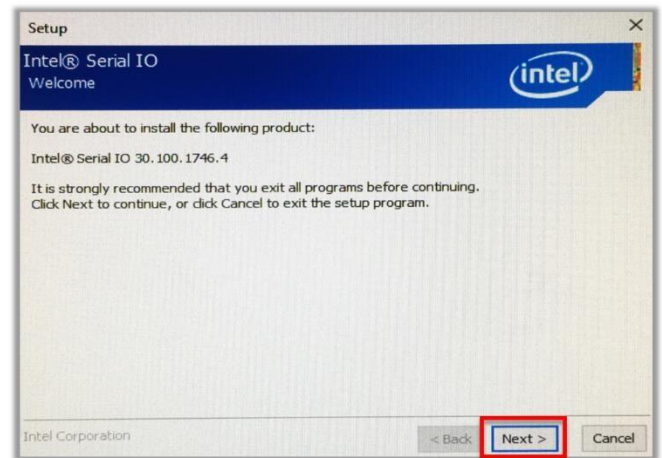 Setup
Intel® Serial IO
Welcome
intel
You are about to install the following product:
Intel® Serial IO 30.100.1746.4
It is strongly recommended that you exit all programs before continuing.
Click Next to continue, or click Cancel to exit the setup program.
Intel Corporation
< Back Next > Cancel